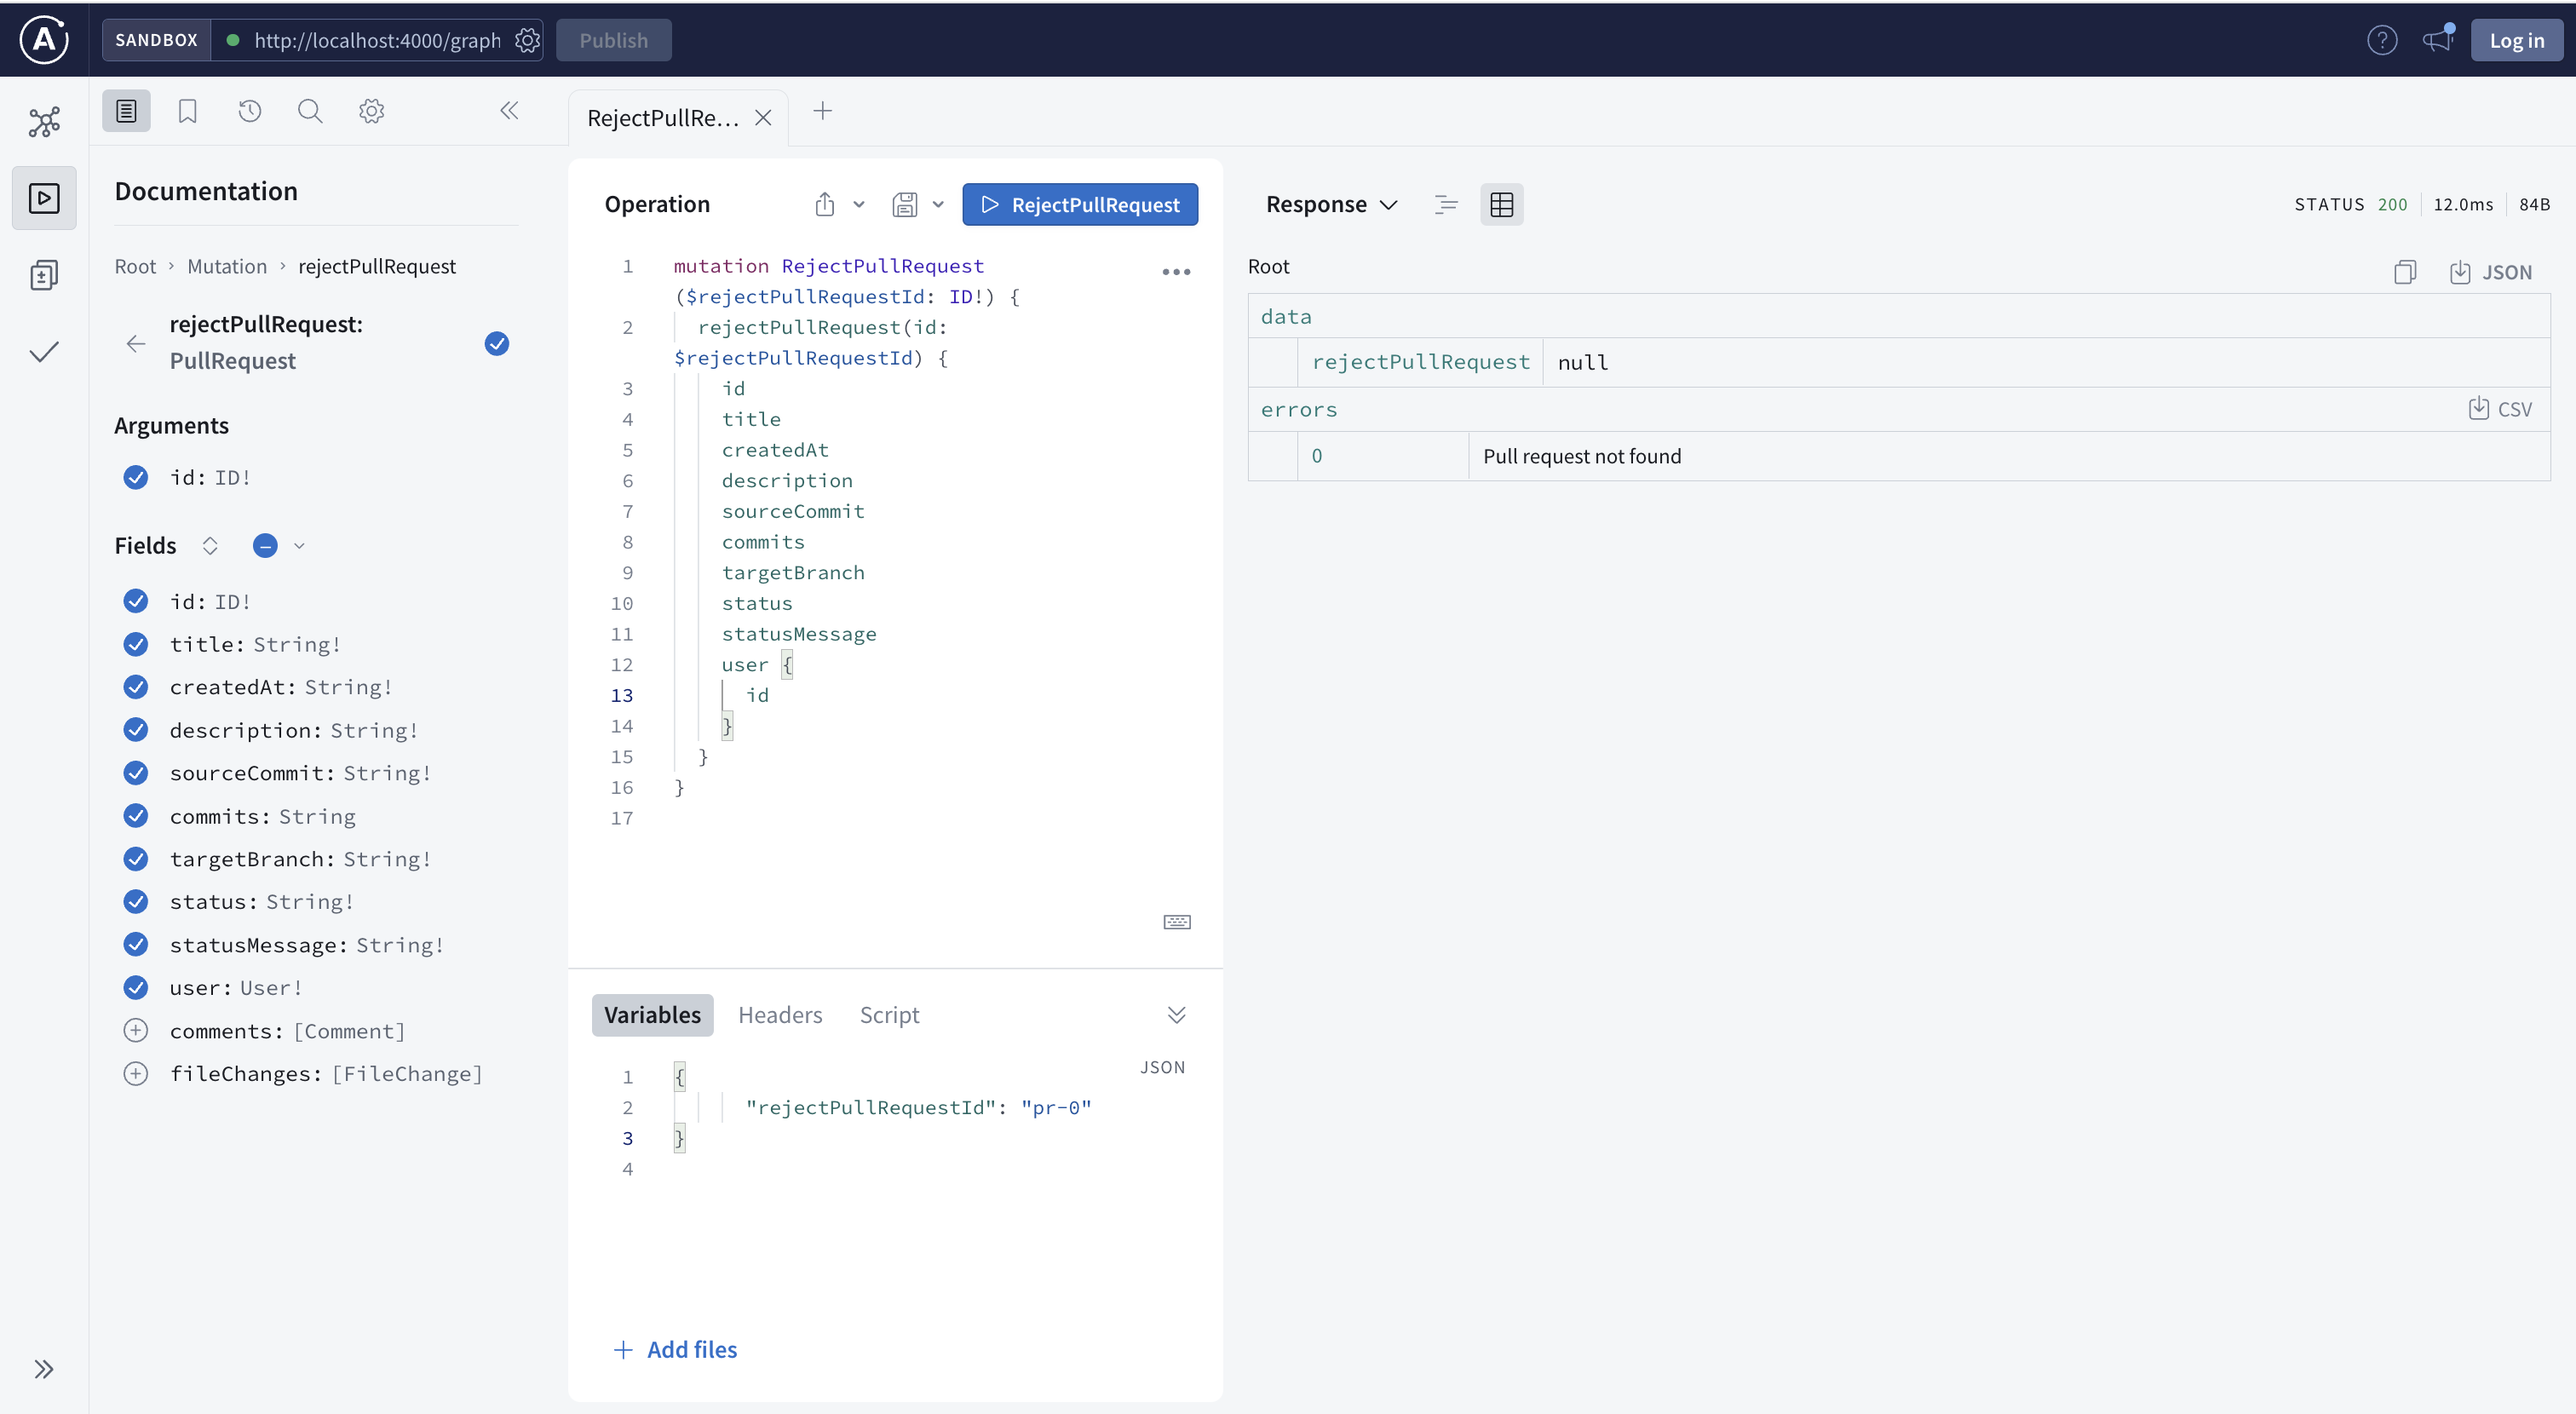 SANDBOX
http://localhost:4000/graph
Publish
Log in
RejectPullRe...
Documentation
Root › Mutation › rejectPullRequest
rejectPullRequest:
PullRequest
Arguments
id: ID!
Fields
id: ID!
title: String!
createdAt: String!
description: String!
sourceCommit: String!
commits: String
targetBranch: String!
status: String!
statusMessage: String!
user: User!
comments: [Comment]
fileChanges: [FileChange]
Operation
RejectPullRequest
1 mutation RejectPullRequest
($rejectPullRequestId: ID!) {
2 rejectPullRequest(id:
$rejectPullRequestId) {
3 id
4 title
5 createdAt
6 description
7 sourceCommit
8 commits
9 targetBranch
10 status
11 statusMessage
12 user {
13 id
14 }
15 }
16 }
17
Variables Headers Script
JSON
1 {
2 "rejectPullRequestId": "pr-0"
3 }
4
Add files
Response
STATUS 200 12.0ms 84B
Root
JSON
data
rejectPullRequest null
errors
CSV
0 Pull request not found